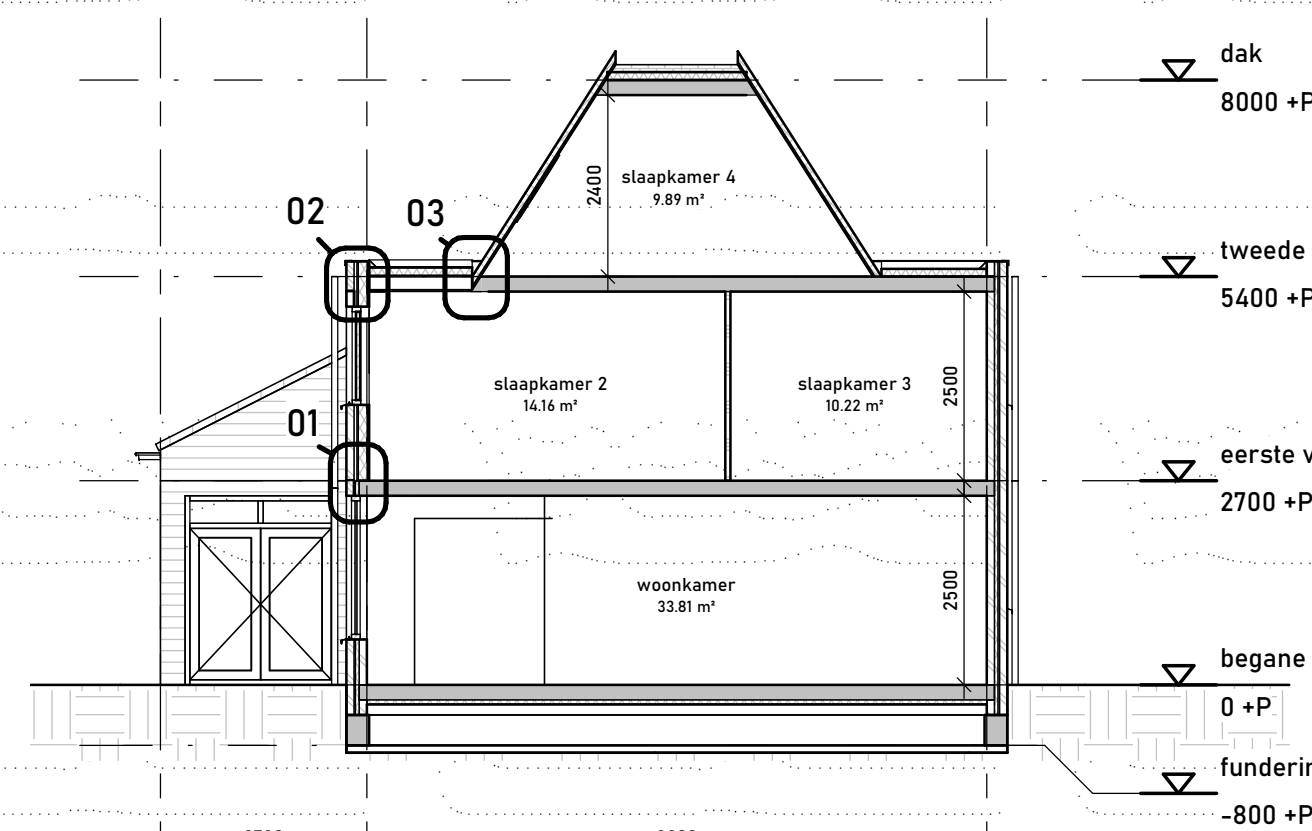 dak
8000 +P
slaapkamer 4
9.89 m²
2400
02
03
tweede
5400 +P
slaapkamer 2
14.16 m²
slaapkamer 3
10.22 m²
2500
01
eerste
2700 +P
woonkamer
33.81 m²
2500
begane
0 +P
-800 +P